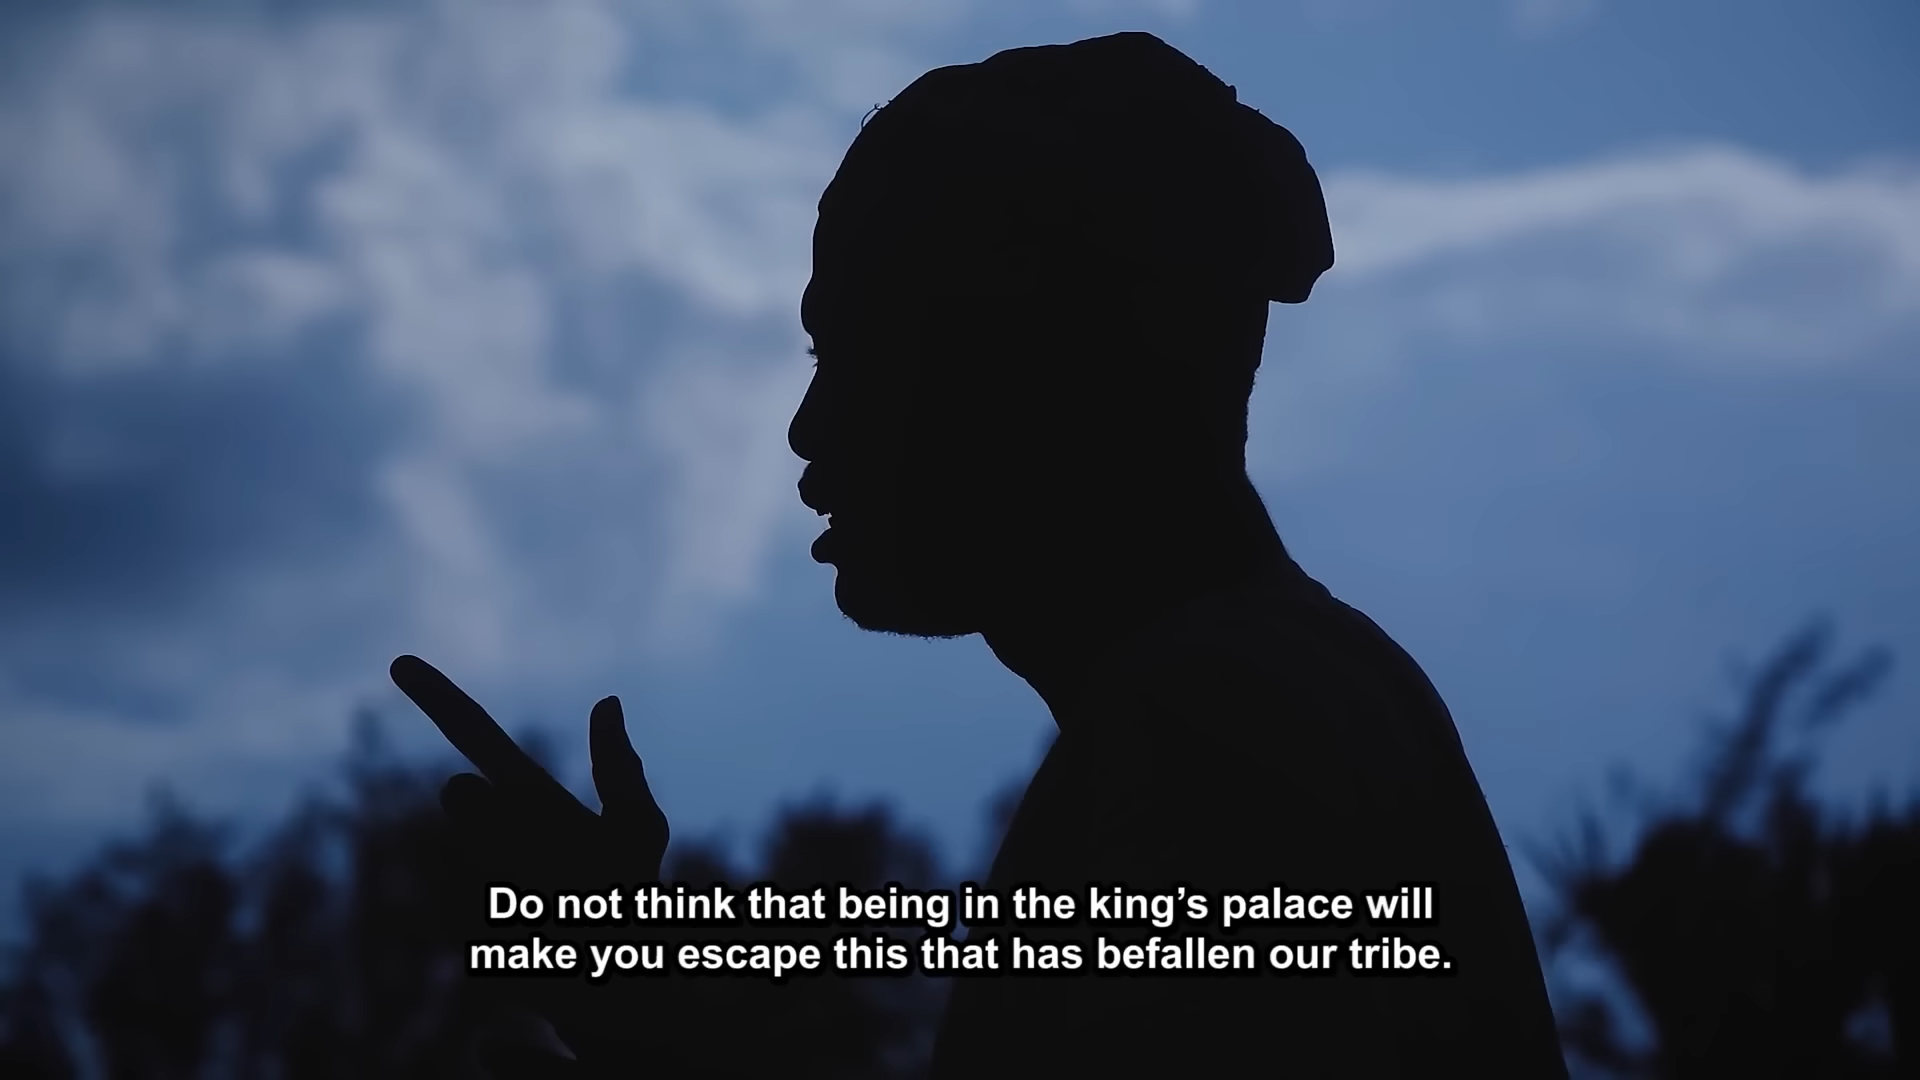 Do not think that being in the king’s palace will
make you escape this that has befallen our tribe.